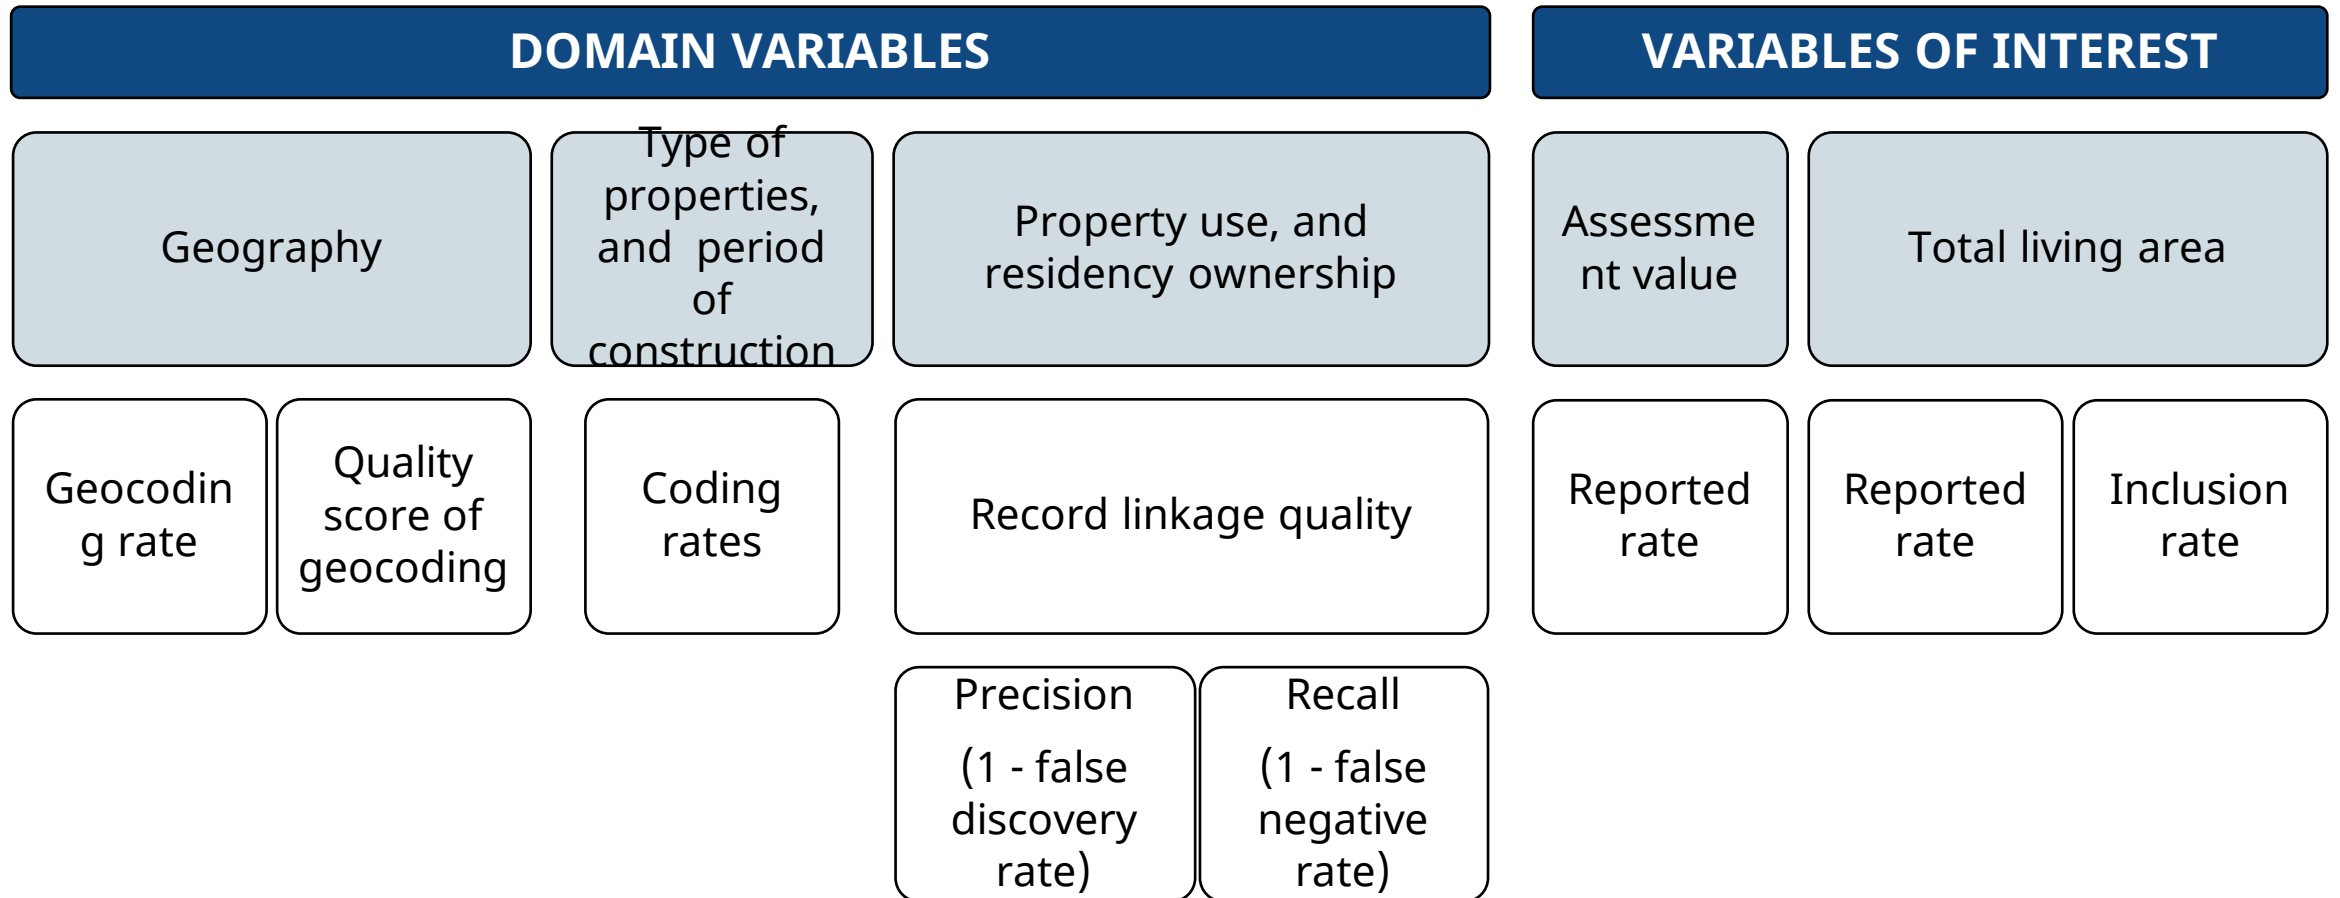 DOMAIN VARIABLES
VARIABLES OF INTEREST
Geography
Type of
properties,
and period
of
construction
Property use, and
residency ownership
Assessme
nt value
Total living area
Geocodin
g rate
Quality
score of
geocoding
Coding
rates
Record linkage quality
Reported
rate
Reported
rate
Inclusion
rate
Precision
(1 - false
discovery
rate)
Recall
(1 - false
negative
rate)